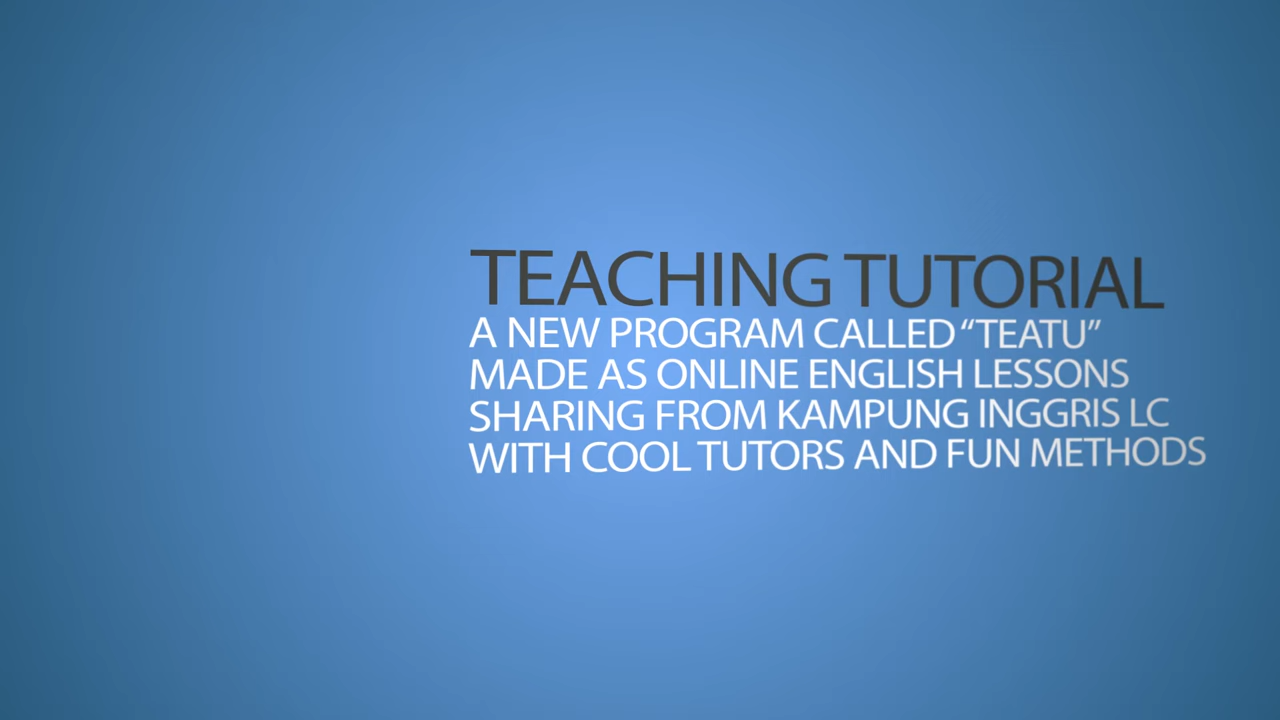 TEACHING TUTORIAL
A NEW PROGRAM CALLED “TEATU”
MADE AS ONLINE ENGLISH LESSONS
SHARING FROM KAMPUNG INGGRIS LC
WITH COOL TUTORS AND FUN METHODS